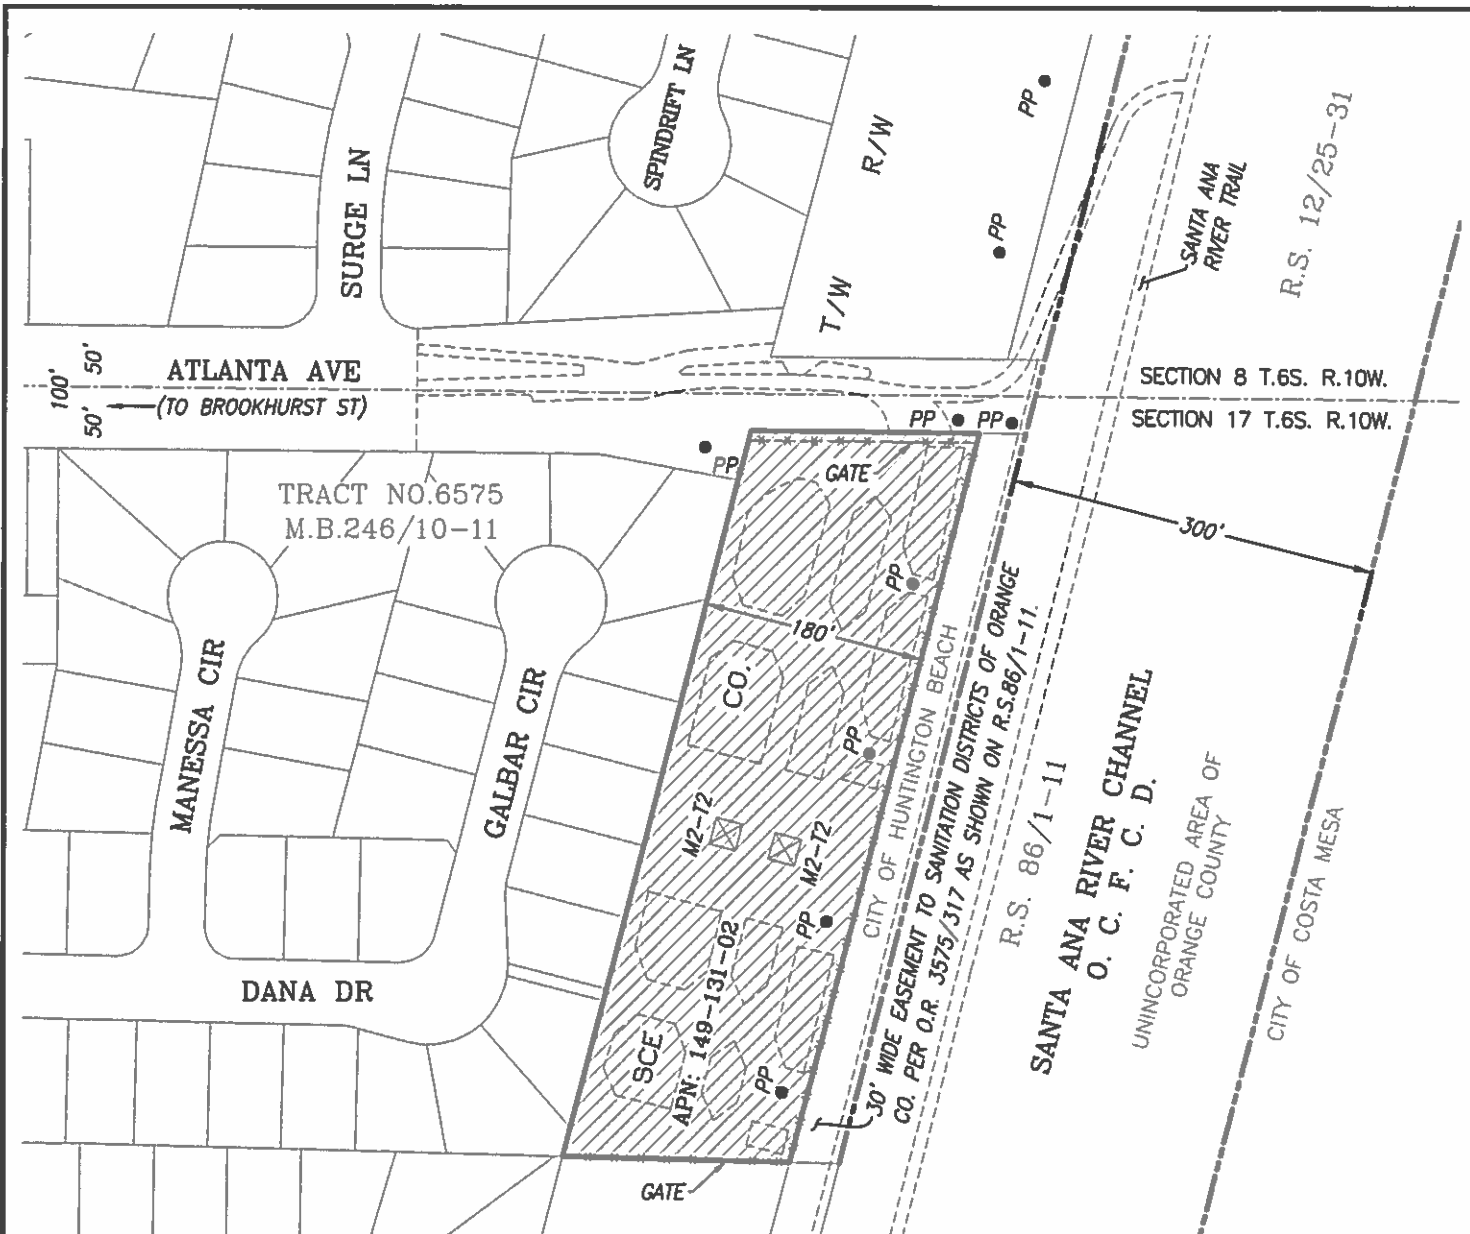 SPINDRIFT LN
SURGE LN
R/W
T/W
PP
PP
SANTA ANA
RIVER TRAIL
R.S. 12/25-31
100'
50'
50'
ATLANTA AVE
(TO BROOKHURST ST)
SECTION 8 T.6S. R.10W.
SECTION 17 T.6S. R.10W.
PP
PP
PP
GATE
TRACT NO.6575
M.B.246/10-11
300'
PP
180'
MANESSA CIR
GALBAR CIR
CO.
PP
M2-T2
M2-T2
PP
SCE
APN: 149-131-02
PP
DANA DR
GATE
CITY OF HUNTINGTON BEACH
30' WIDE EASEMENT TO SANITATION DISTRICTS OF ORANGE
CO. PER O.R. 3575/317 AS SHOWN ON R.S.86/1-11.
R.S. 86/1-11
SANTA ANA RIVER CHANNEL
O. C. F. C. D.
UNINCORPORATED AREA OF
ORANGE COUNTY
CITY OF COSTA MESA